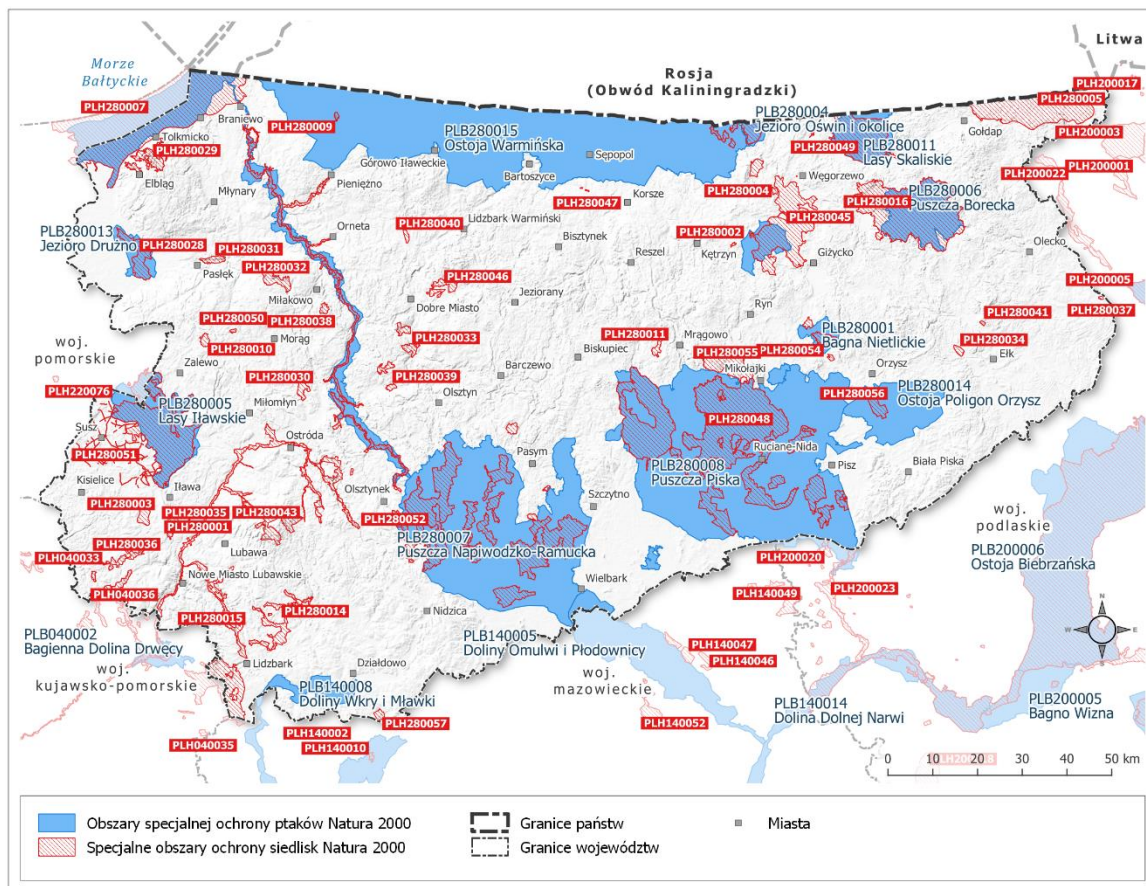 Litwa
Morze
Bałtyckie
Rosja
(Obwód Kaliningradzki)
PLH200017
PLH280007
PLH280005
PLB280004
Jezioro Oświn i okolice
Braniewo
Gołdap
PLH280009
PLB280015
Ostoja Warmińska
PLH200003
Tolkmicko
PLH280049
PLB280011
Lasy Skaliskie
PLH280029
Górowo Iławeckie
Sępopol
Bartoszyce
PLH200001
Elbląg
Pieniężno
Węgorzewo
PLH200022
Młynary
Korsze
PLH280004
PLB280006
Puszcza Borecka
PLH280047
PLH280016
PLH280040
Lidzbark Warmiński
PLH280045
PLB280013
Jezioro Drużno
Orneta
PLH280002
PLH280028
PLH280031
Bisztynek
Kętrzyn
Olecko
Pasłęk
PLH280032
Reszel
Giżycko
PLH280046
PLH200005
Miłakowo
Dobre Miasto
Jeziorany
PLH280050
PLH280038
Ryn
PLH280041
PLH280037
PLH280033
PLH280011
Mrągowo
PLB280001
Bagna Nietlickie
PLH280034
woj.
pomorskie
PLH280010
Morąg
Biskupiec
PLH280055
PLH280054
Ełk
Zalewo
Barczewo
Mikołajki
Orzysz
PLH280030
PLH280039
PLH220076
Olsztyn
PLH280056
PLB280014
Ostoja Poligon Orzysz
PLB280005
Lasy Iławskie
Miłomłyn
PLH280048
Susz
Ostróda
Ruciane-Nida
PLH280051
Pasym
PLB280008
Puszcza Piska
Pisz
Biała Piska
Kisielice
Iława
Olsztynek
Szczytno
PLH280003
PLH280035
PLH280043
PLH280052
PLH280001
PLB280007
Puszcza Napiwodzko-Ramucka
woj.
podlaskie
PLH280036
Lubawa
PLH040033
PLH200020
PLB200006
Ostoja Biebrzańska
Nowe Miasto Lubawskie
Wielbark
PLH040036
PLH200023
PLH140049
PLH280014
Nidzica
PLH280015
PLB040002
Bagienna Dolina Drwęcy
PLB140005
Doliny Omulwi i Płodownicy
PLH140047
PLH140046
woj.
kujawsko-pomorskie
Lidzbark
Działdowo
woj.
mazowieckie
PLB140008
Doliny Wkry i Mławki
PLB140014
Dolina Dolnej Narwi
PLB200005
Bagno Wizna
PLH280057
PLH140052
PLH140002
PLH040035
PLH140010
0 10 20 30 40 50 km
Obszary specjalnej ochrony ptaków Natura 2000
Specjalne obszary ochrony siedlisk Natura 2000
Granice państw
Granice województw
Miasta
N
W
E
S